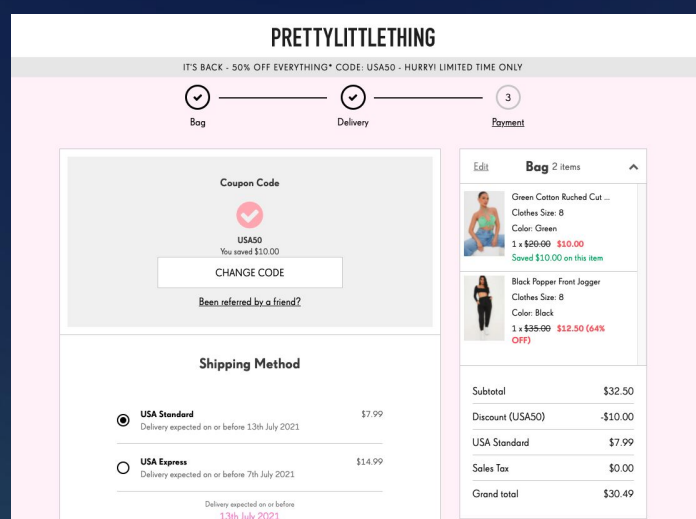 PRETTYLITTLETHING
IT'S BACK - 50% OFF EVERYTHING* CODE: USA50 - HURRY! LIMITED TIME ONLY
3
Bag
Delivery
Payment
Coupon Code
USA50
You saved $10.00
CHANGE CODE
Been referred by a friend?
Shipping Method
USA Standard $7.99
Delivery expected on or before 13th July 2021
USA Express $14.99
Delivery expected on or before 7th July 2021
Delivery expected on or before
13th July 2021
Edit Bag 2 items
Green Cotton Ruched Cut ...
Clothes Size: 8
Color: Green
1 x $20.00 $10.00
Saved $10.00 on this item
Black Popper Front Jogger
Clothes Size: 8
Color: Black
1 x $35.00 $12.50 (64%
OFF)
Subtotal $32.50
Discount (USA50) -$10.00
USA Standard $7.99
Sales Tax $0.00
Grand total $30.49